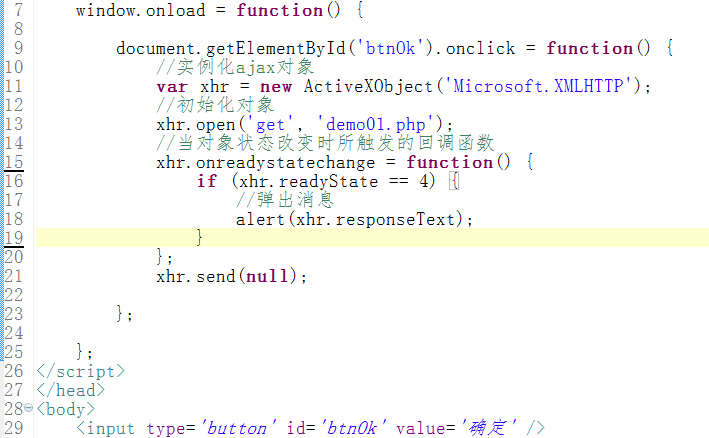 7 window.onload = function() {
8
9 document.getElementById('btnOk').onclick = function() {
10 //实例化ajax对象
11 var xhr = new ActiveXObject('Microsoft.XMLHTTP');
12 //初始化对象
13 xhr.open('get', 'demo01.php');
14 //当对象状态改变时所触发的回调函数
15 xhr.onreadystatechange = function() {
16 if (xhr.readyState == 4) {
17 //弹出消息
18 alert(xhr.responseText);
19 }
20 };
21 xhr.send(null);
22
23 };
24
25 };
26 </script>
27 </head>
28 <body>
29 <input type='button' id='btnOk' value='确定' />